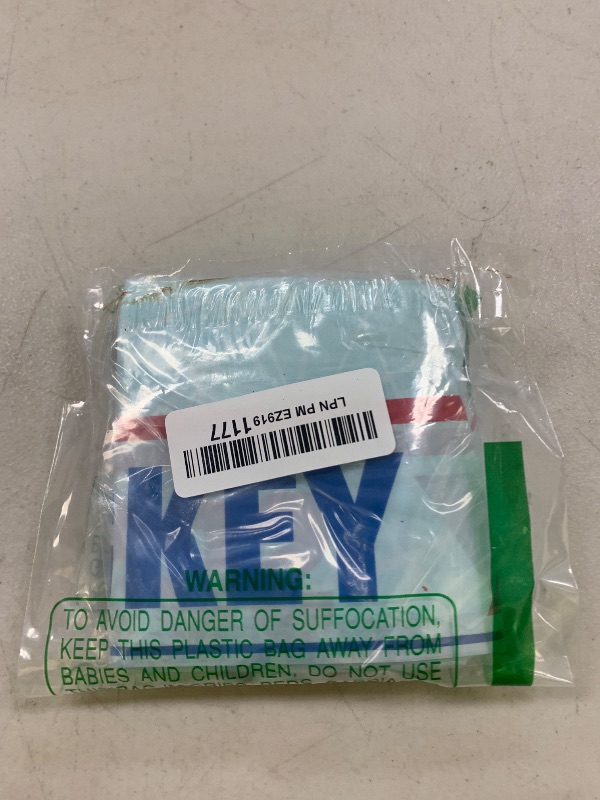 LPN PM EZ919 1177
KEY
WARNING:
TO AVOID DANGER OF SUFFOCATION,
KEEP THIS PLASTIC BAG AWAY FROM
BABIES AND CHILDREN. DO NOT USE